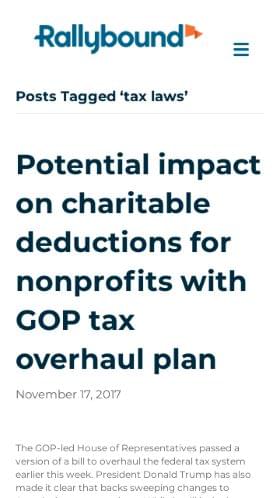 Rallybound
Posts Tagged ‘tax laws’
Potential impact
on charitable
deductions for
nonprofits with
GOP tax
overhaul plan
November 17, 2017
The GOP-led House of Representatives passed a
version of a bill to overhaul the federal tax system
earlier this week. President Donald Trump has also
made it clear that backs sweeping changes to